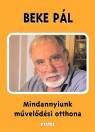 BEKE PÁL
Mindannyiunk
művelődési otthona